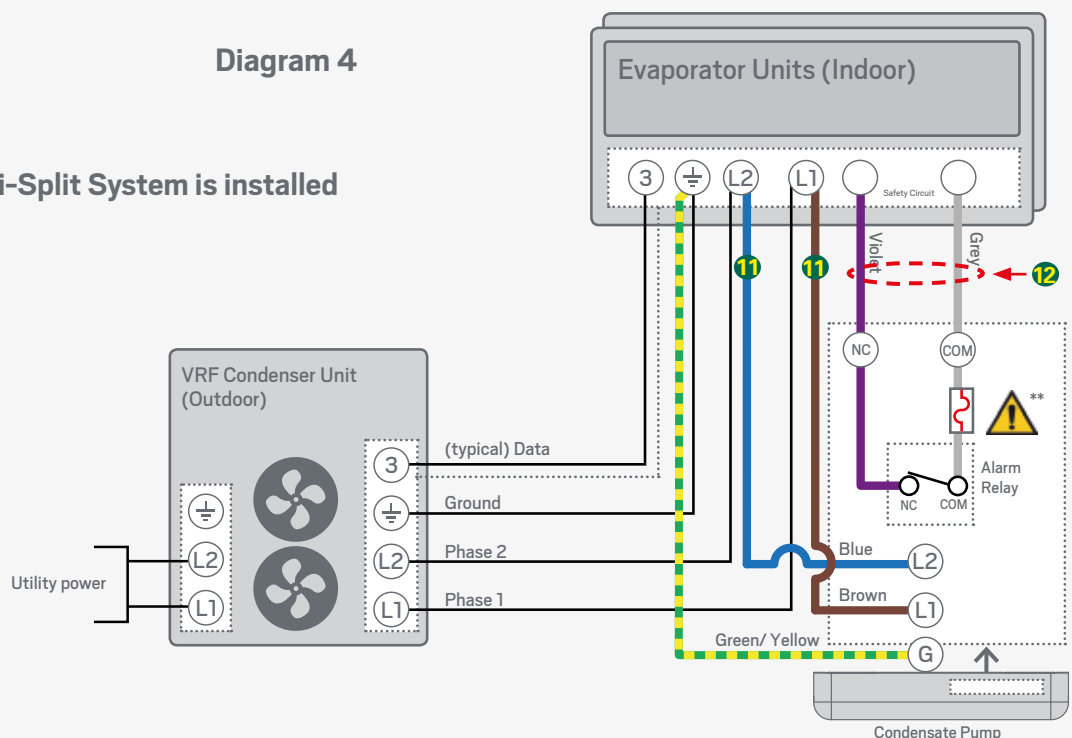 Diagram 4
i-Split System is installed
Evaporator Units (Indoor)
3
L2
L1
Safety Circuit
Violet
Grey
11
11
12
NC
COM
**
Alarm
Relay
NC
COM
VRF Condenser Unit
(Outdoor)
3
(typical) Data
Ground
L2
Phase 2
L1
Phase 1
Utility power
L2
L1
Blue
L2
Brown
L1
Green/ Yellow
G
Condensate Pump